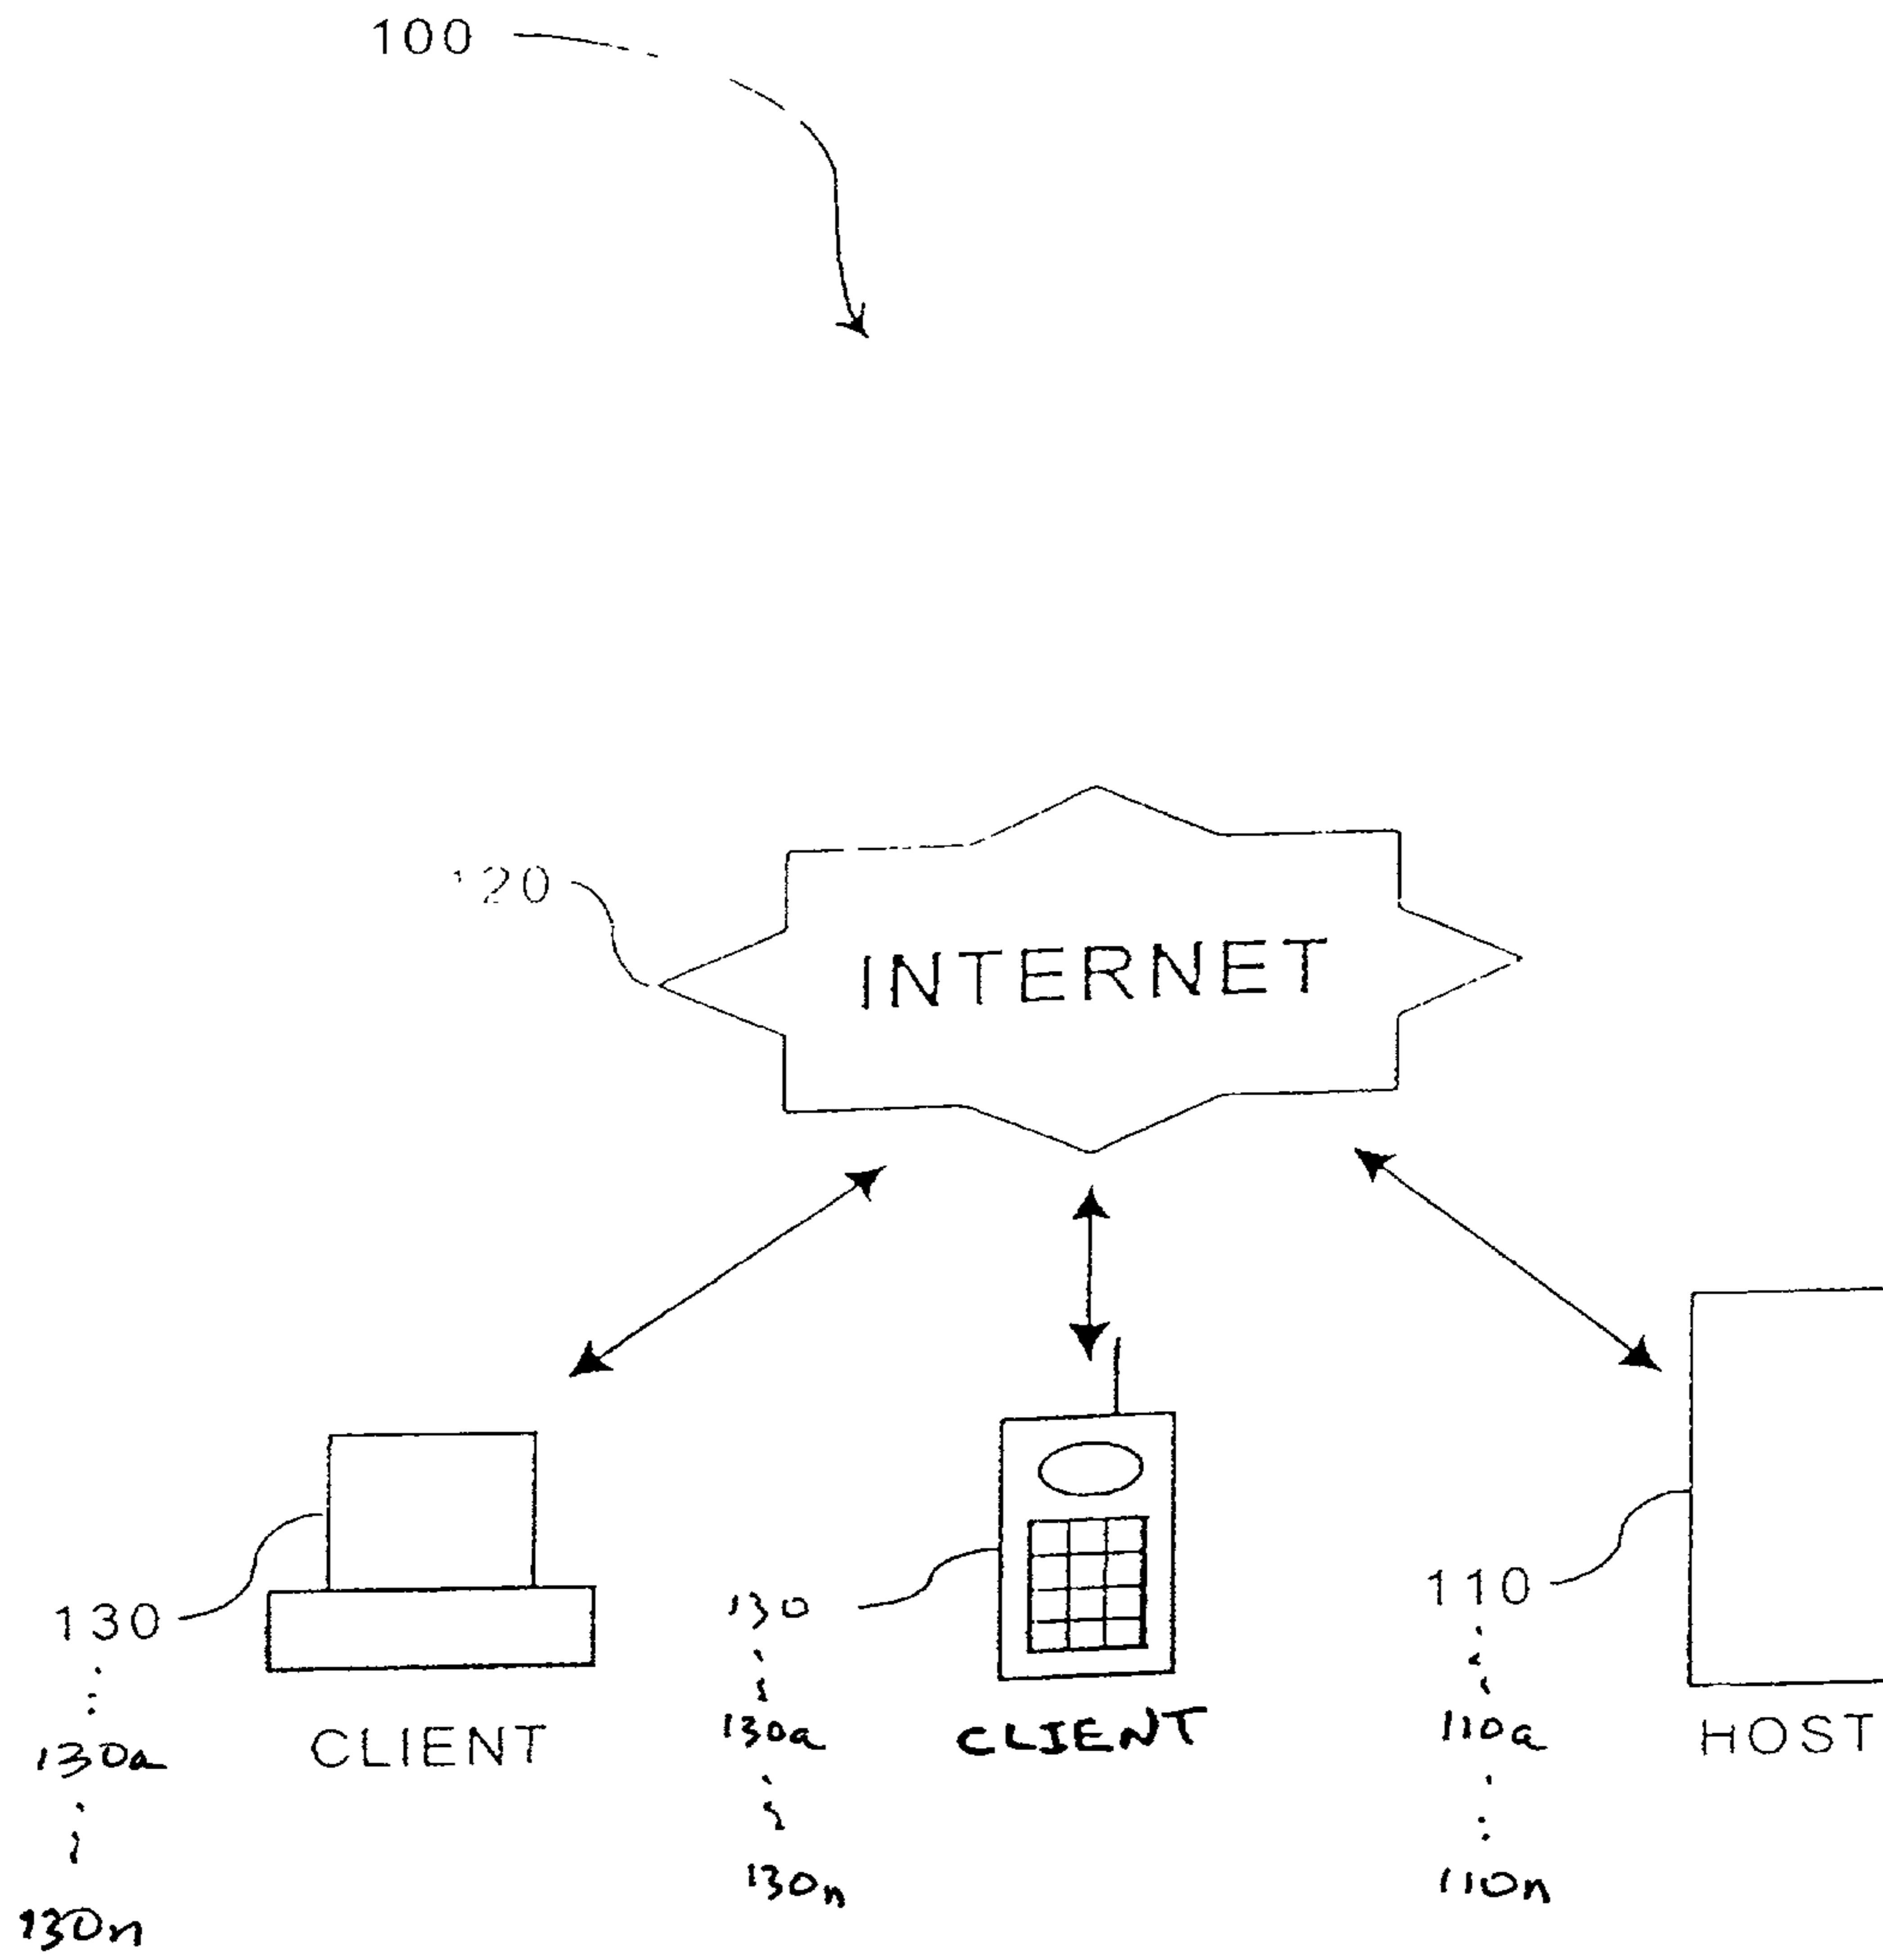 100
120
INTERNET
130
130
110
130a
CLIENT
130a
CLIENT
110a
HOST
130n
130n
110n